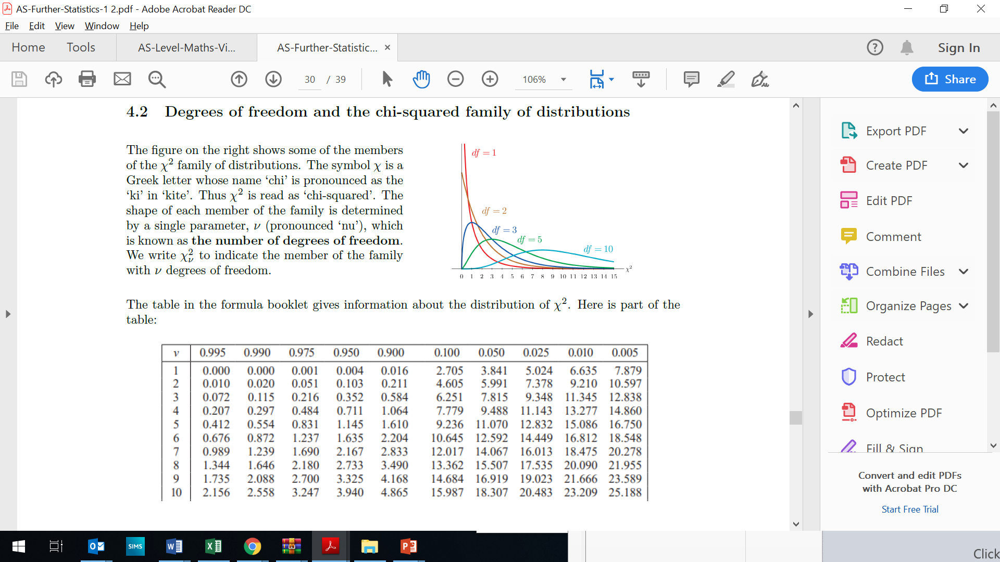 AS-Further-Statistics-1 2.pdf - Adobe Acrobat Reader DC
File Edit View Window Help
Home Tools AS-Level-Maths-Vi... AS-Further-Statistic... ×
? Sign In
30 / 39 106% Share
4.2 Degrees of freedom and the chi-squared family of distributions
The figure on the right shows some of the members
of the χ² family of distributions. The symbol χ is a
Greek letter whose name ‘chi’ is pronounced as the
‘ki’ in ‘kite’. Thus χ² is read as ‘chi-squared’. The
shape of each member of the family is determined
by a single parameter, ν (pronounced ‘nu’), which
is known as the number of degrees of freedom.
We write χ²ν to indicate the member of the family
with ν degrees of freedom.
df = 1
df = 2
df = 3
df = 5
df = 10
χ²
0 1 2 3 4 5 6 7 8 9 10 11 12 13 14 15
The table in the formula booklet gives information about the distribution of χ². Here is part of the
table:
ν 0.995 0.990 0.975 0.950 0.900 0.100 0.050 0.025 0.010 0.005
1 0.000 0.000 0.001 0.004 0.016 2.705 3.841 5.024 6.635 7.879
2 0.010 0.020 0.051 0.103 0.211 4.605 5.991 7.378 9.210 10.597
3 0.072 0.115 0.216 0.352 0.584 6.251 7.815 9.348 11.345 12.838
4 0.207 0.297 0.484 0.711 1.064 7.779 9.488 11.143 13.277 14.860
5 0.412 0.554 0.831 1.145 1.610 9.236 11.070 12.832 15.086 16.750
6 0.676 0.872 1.237 1.635 2.204 10.645 12.592 14.449 16.812 18.548
7 0.989 1.239 1.690 2.167 2.833 12.017 14.067 16.013 18.475 20.278
8 1.344 1.646 2.180 2.733 3.490 13.362 15.507 17.535 20.090 21.955
9 1.735 2.088 2.700 3.325 4.168 14.684 16.919 19.023 21.666 23.589
10 2.156 2.558 3.247 3.940 4.865 15.987 18.307 20.483 23.209 25.188
Export PDF
Create PDF
Edit PDF
Comment
Combine Files
Organize Pages
Redact
Protect
Optimize PDF
Fill & Sign
Convert and edit PDFs
with Acrobat Pro DC
Start Free Trial
SIMS
Click